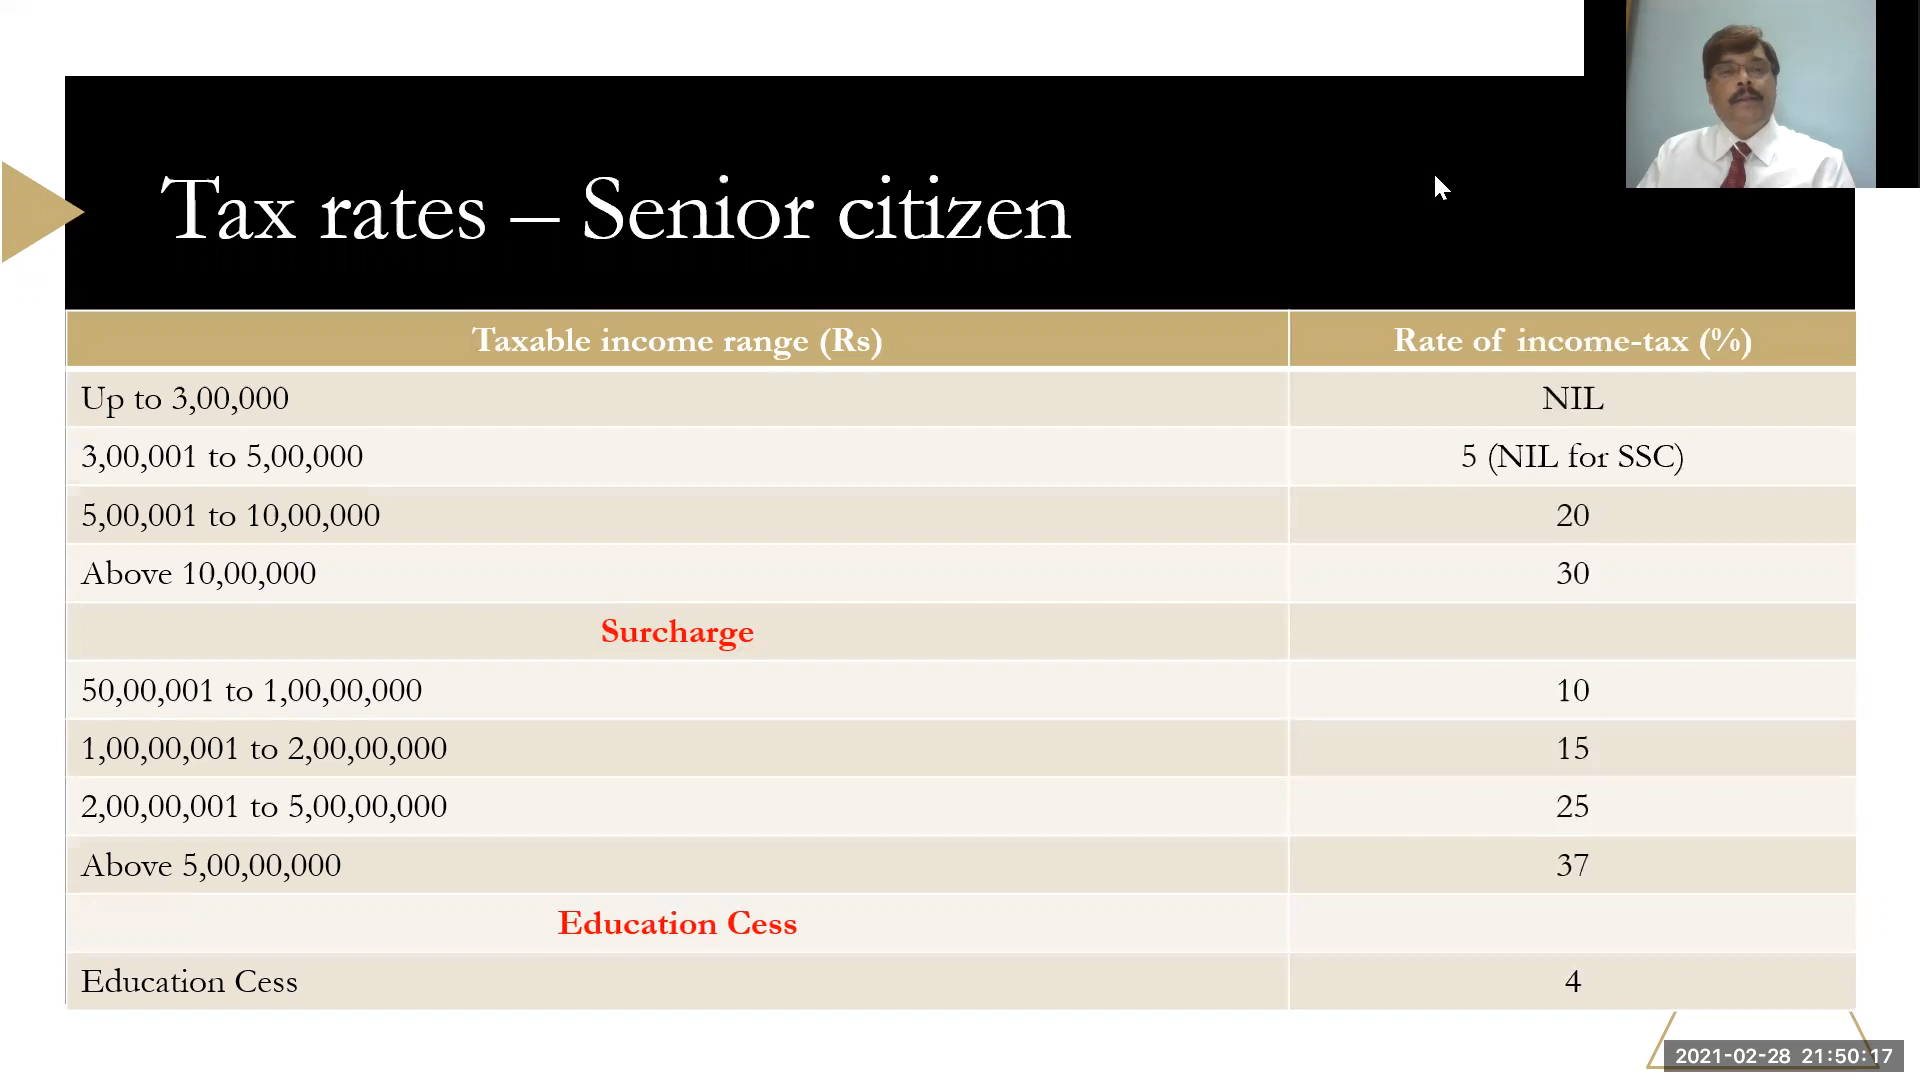 Tax rates – Senior citizen
Taxable income range (Rs) Rate of income-tax (%)
Up to 3,00,000 NIL
3,00,001 to 5,00,000 5 (NIL for SSC)
5,00,001 to 10,00,000 20
Above 10,00,000 30
Surcharge
50,00,001 to 1,00,00,000 10
1,00,00,001 to 2,00,00,000 15
2,00,00,001 to 5,00,00,000 25
Above 5,00,00,000 37
Education Cess
Education Cess 4
2021-02-28 21:50:17